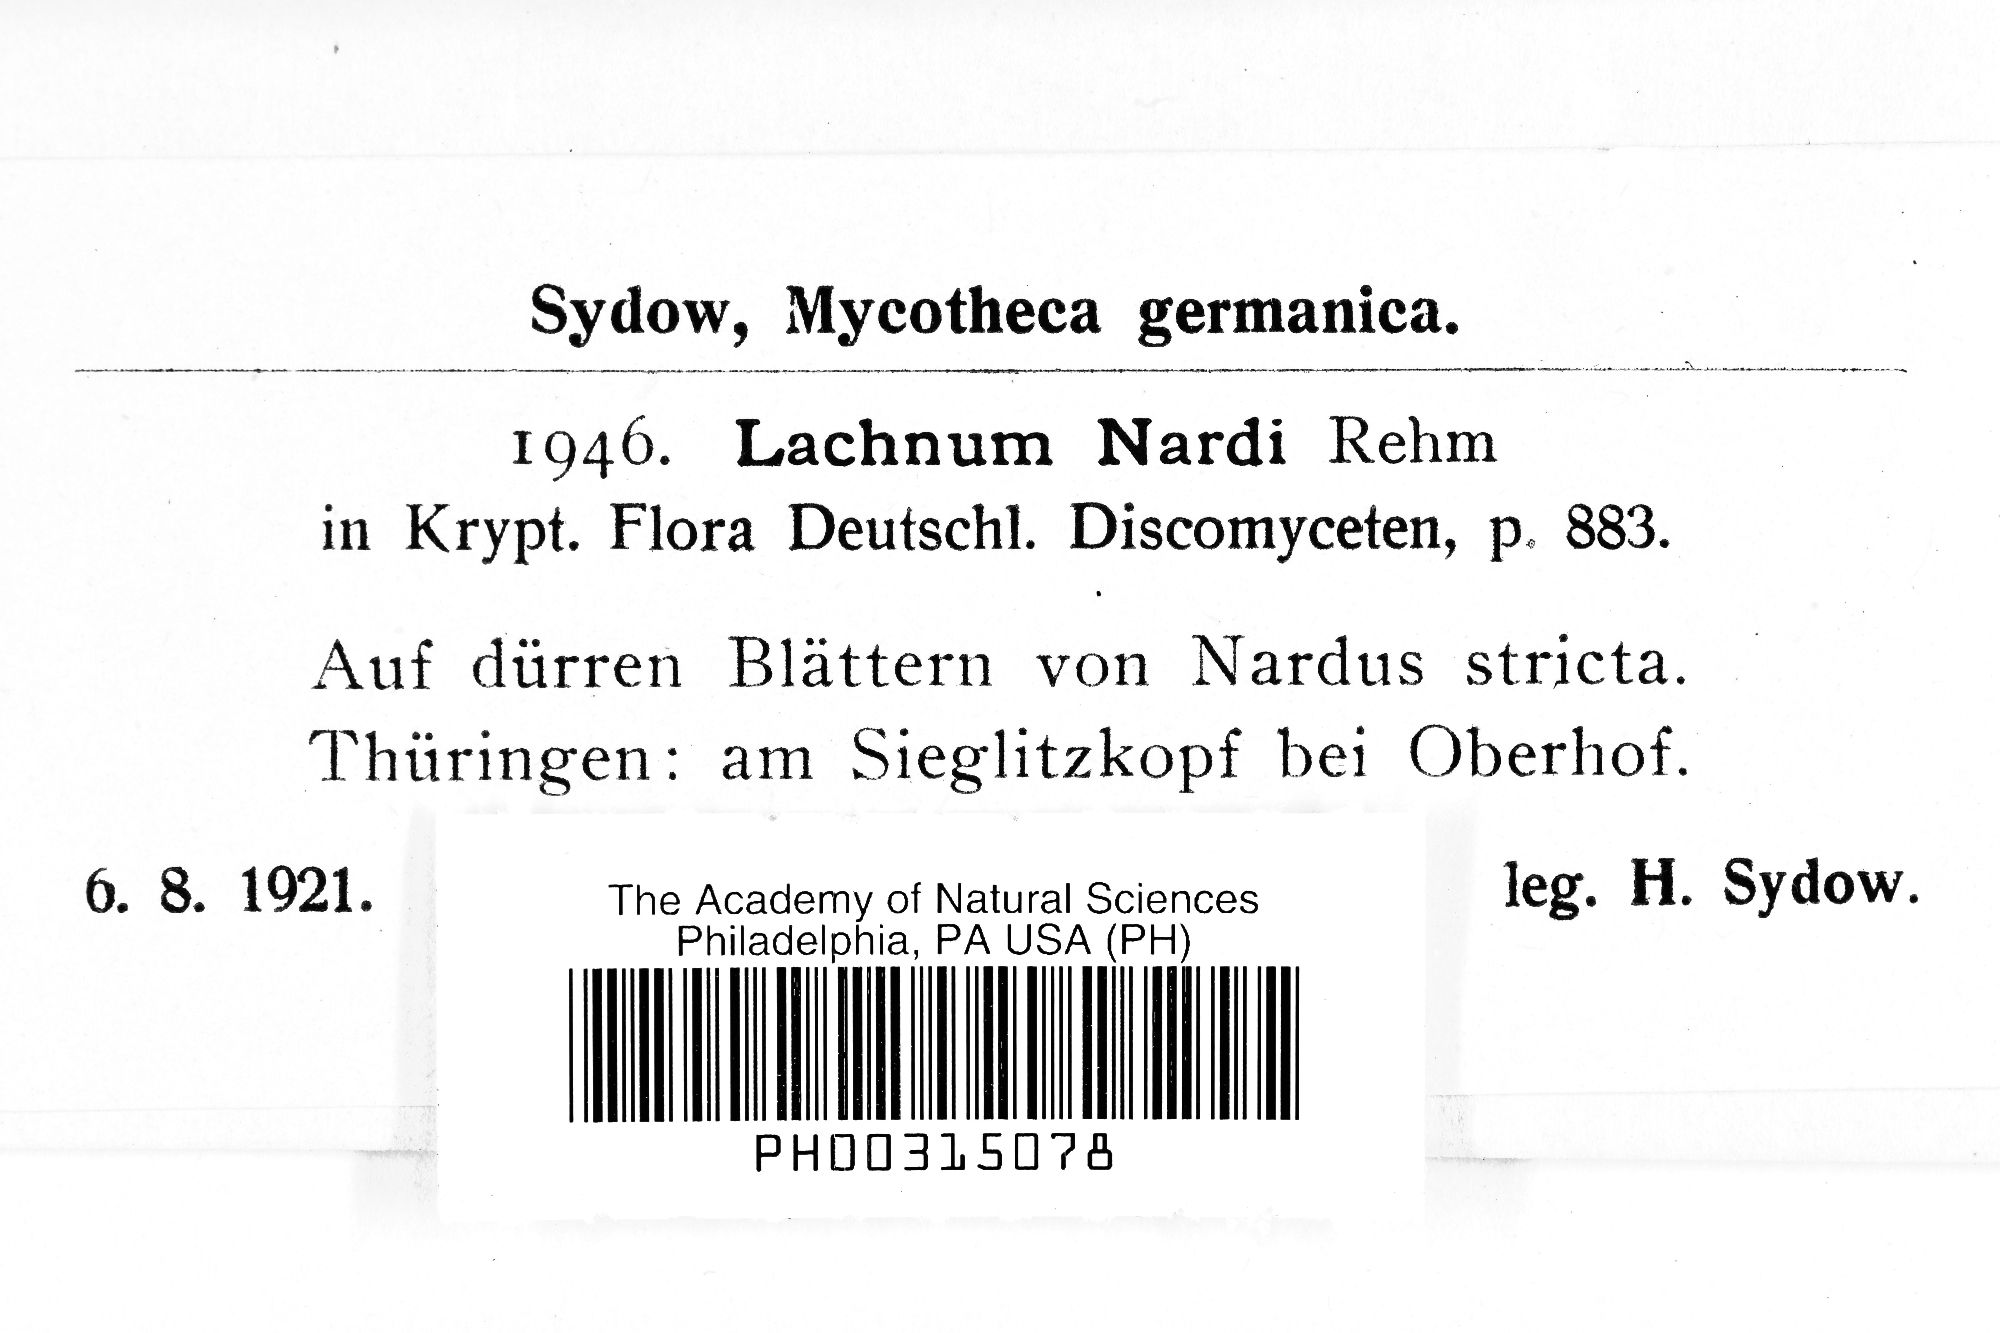 Sydow, Mycotheca germanica.
1946. Lachnum Nardi Rehm
in Krypt. Flora Deutschl. Discomyceten, p. 883.
Auf dürren Blättern von Nardus stricta.
Thüringen: am Sieglitzkopf bei Oberhof.
6. 8. 1921. leg. H. Sydow.
The Academy of Natural Sciences
Philadelphia, PA USA (PH)
PH00315078